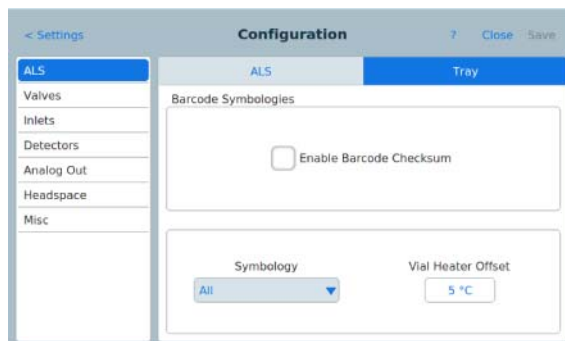 < Settings
Configuration
? Close Save
ALS
Valves
Inlets
Detectors
Analog Out
Headspace
Misc
ALS
Tray
Barcode Symbologies
Enable Barcode Checksum
Symbology
All
Vial Heater Offset
5 °C